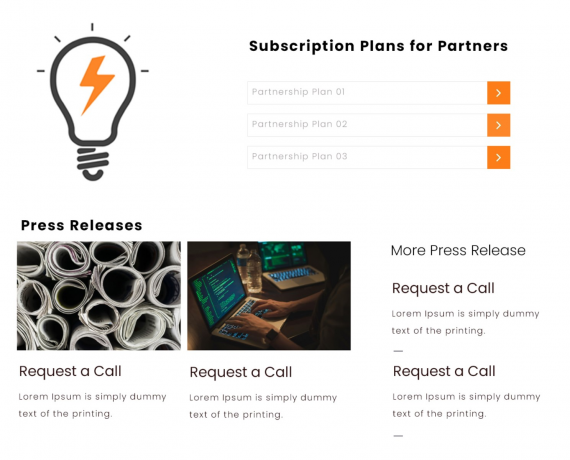 Subscription Plans for Partners
Partnership Plan 01
Partnership Plan 02
Partnership Plan 03
Press Releases
Request a Call
Lorem Ipsum is simply dummy
text of the printing.
Request a Call
Lorem Ipsum is simply dummy
text of the printing.
More Press Release
Request a Call
Lorem Ipsum is simply dummy
text of the printing.
Request a Call
Lorem Ipsum is simply dummy
text of the printing.